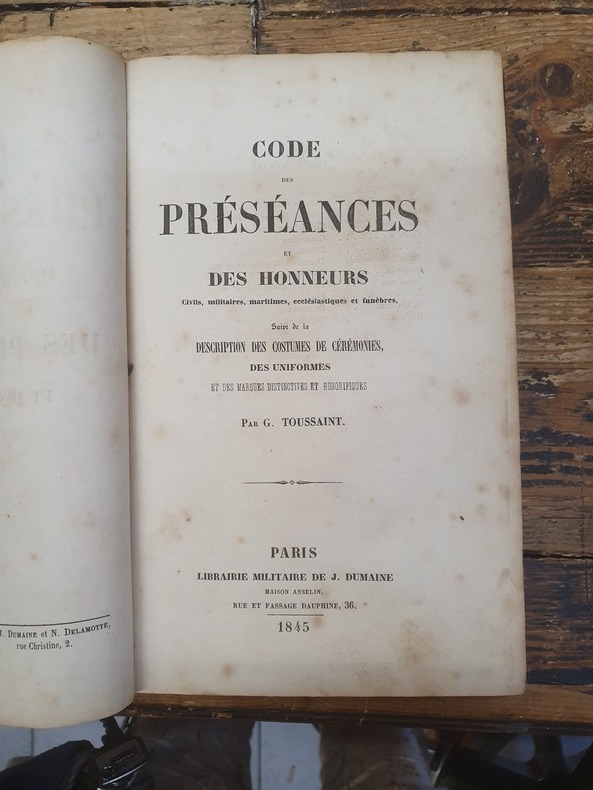 CODE
DES
PRÉSÉANCES
ET
DES HONNEURS
Civils, militaires, maritimes, ecclésiastiques et funèbres,
Suivi de la
DESCRIPTION DES COSTUMES DE CÉRÉMONIES,
DES UNIFORMES
ET DES MARQUES DISTINCTIVES ET HONORIFIQUES
PAR G. TOUSSAINT.
PARIS
LIBRAIRIE MILITAIRE DE J. DUMAINE
MAISON ANSELIN,
RUE ET PASSAGE DAUPHINE, 36.
1845
J. DUMAINE et N. DELAMOTTE,
rue Christine, 2.